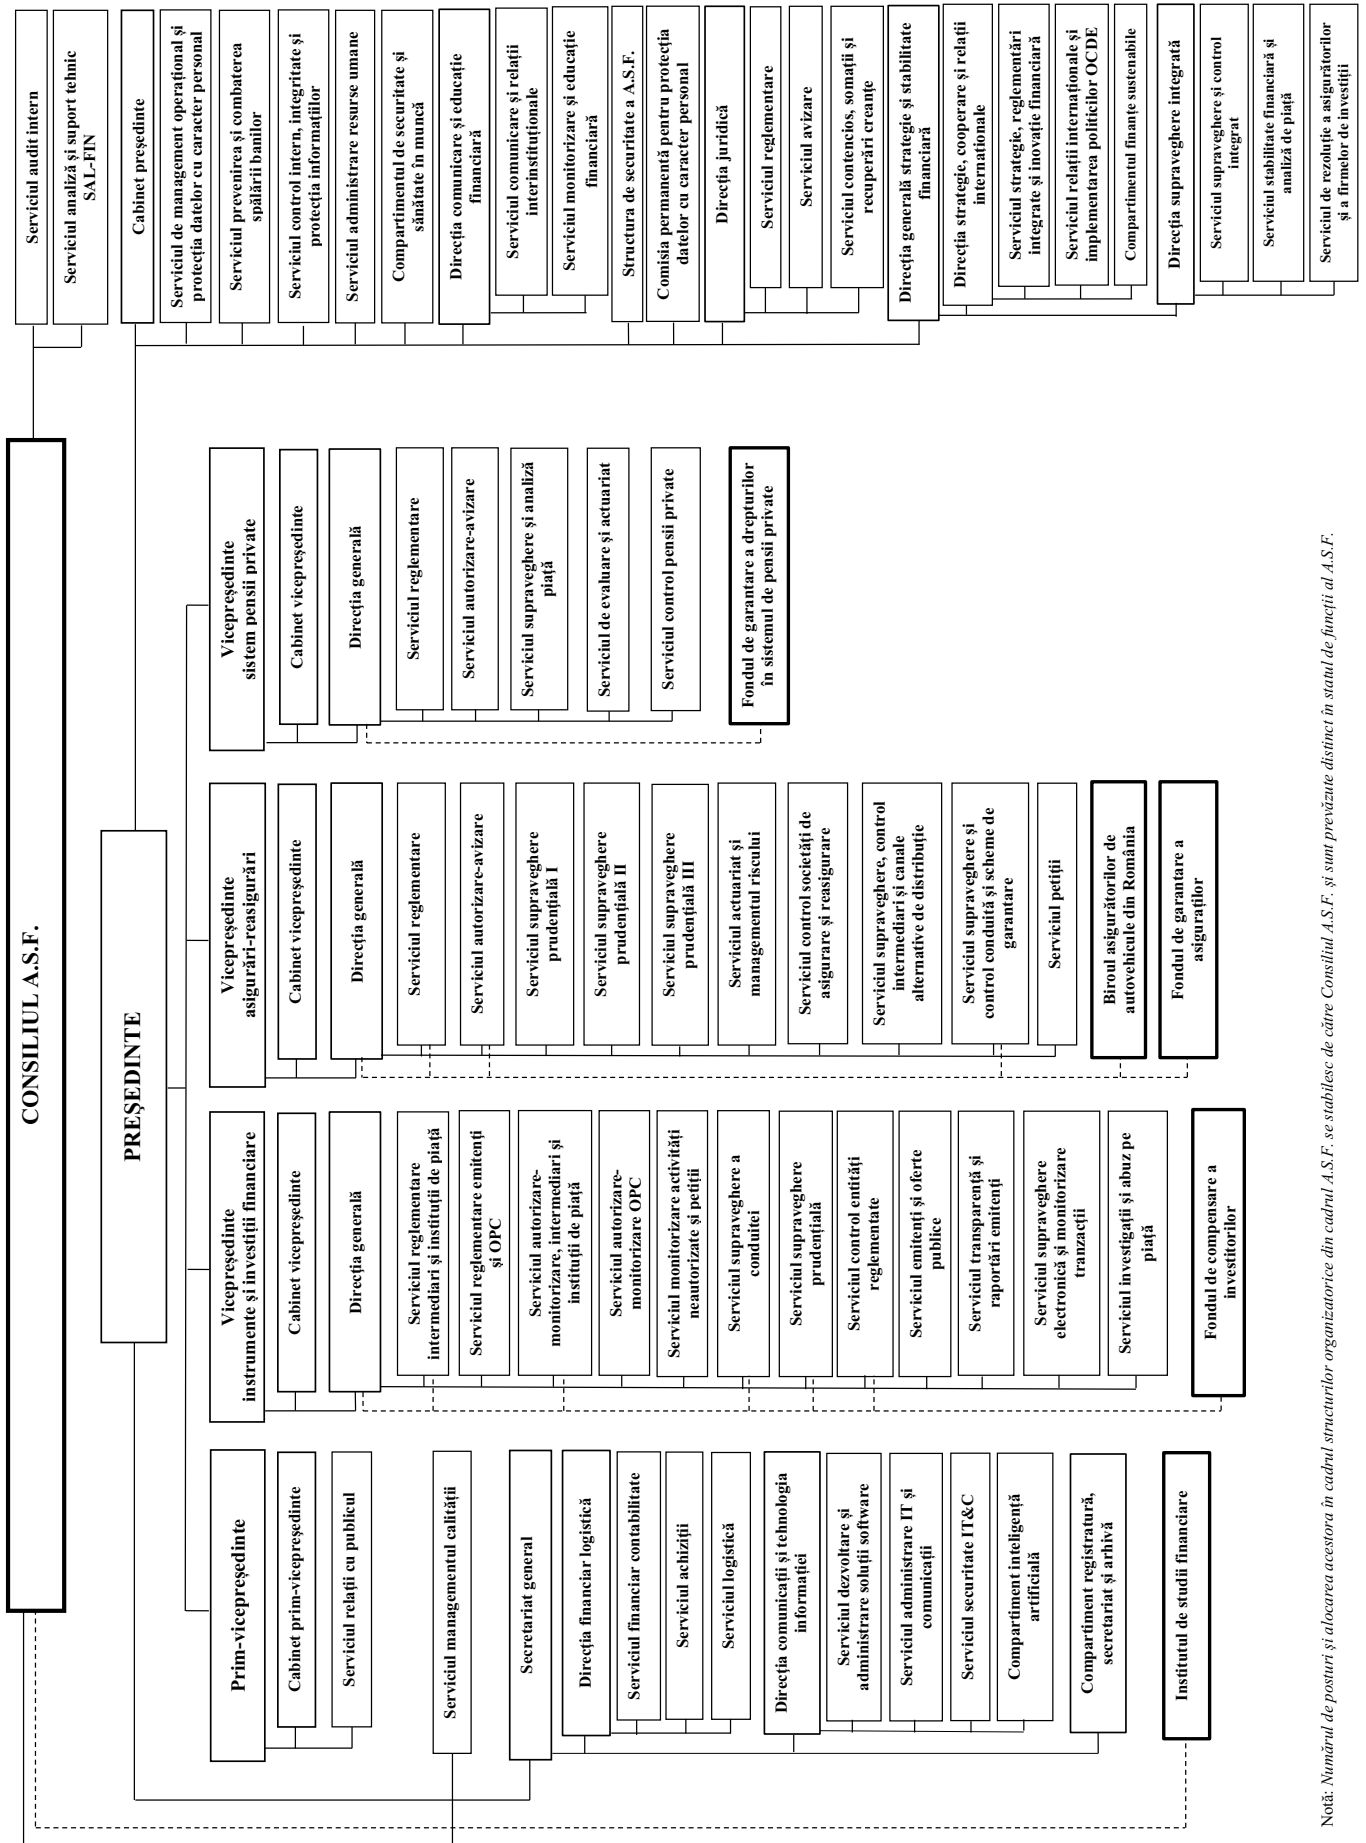 CONSILIUL A.S.F.
Serviciul audit intern
Serviciul analiză și suport tehnic
SAL-FIN
PREȘEDINTE
Prim-vicepreședinte
Cabinet prim-vicepreședinte
Serviciul relații cu publicul
Serviciul managementul calității
Secretariat general
Direcția financiar logistică
Serviciul financiar contabilitate
Serviciul achiziții
Serviciul logistică
Direcția comunicații și tehnologia
informației
Serviciul dezvoltare și
administrare soluții software
Serviciul administrare IT și
comunicații
Serviciul securitate IT&C
Compartiment inteligență
artificială
Compartiment registratură,
secretariat și arhivă
Institutul de studii financiare
Vicepreședinte
instrumente și investiții financiare
Cabinet vicepreședinte
Direcția generală
Serviciul reglementare
intermediari și instituții de piață
Serviciul reglementare emitenți
și OPC
Serviciul autorizare-
monitorizare, intermediari și
instituții de piață
Serviciul autorizare-
monitorizare OPC
Serviciul monitorizare activități
neautorizate și petiții
Serviciul supraveghere a
conduitei
Serviciul supraveghere
prudențială
Serviciul control entități
reglementate
Serviciul emitenți și oferte
publice
Serviciul transparență și
raportări emitenți
Serviciul supraveghere
electronică și monitorizare
tranzacții
Serviciul investigații și abuz pe
piață
Fondul de compensare a
investitorilor
Vicepreședinte
asigurări-reasigurări
Cabinet vicepreședinte
Direcția generală
Serviciul reglementare
Serviciul autorizare-avizare
Serviciul supraveghere
prudențială I
Serviciul supraveghere
prudențială II
Serviciul supraveghere
prudențială III
Serviciul actuariat și
managementul riscului
Serviciul control societăți de
asigurare și reasigurare
Serviciul supraveghere, control
intermediari și canale
alternative de distribuție
Serviciul supraveghere și
control conduită și scheme de
garantare
Serviciul petiții
Biroul asigurătorilor de
autovehicule din România
Fondul de garantare a
asiguraților
Vicepreședinte
sistem pensii private
Cabinet vicepreședinte
Direcția generală
Serviciul reglementare
Serviciul autorizare-avizare
Serviciul supraveghere și analiză
piață
Serviciul de evaluare și actuariat
Serviciul control pensii private
Fondul de garantare a drepturilor
în sistemul de pensii private
Cabinet președinte
Serviciul de management operațional și
protecția datelor cu caracter personal
Serviciul prevenirea și combaterea
spălării banilor
Serviciul control intern, integritate și
protecția informațiilor
Serviciul administrare resurse umane
Compartimentul de securitate și
sănătate în muncă
Direcția comunicare și educație
financiară
Serviciul comunicare și relații
interinstituționale
Serviciul monitorizare și educație
financiară
Structura de securitate a A.S.F.
Comisia permanentă pentru protecția
datelor cu caracter personal
Direcția juridică
Serviciul reglementare
Serviciul avizare
Serviciul contencios, somații și
recuperări creanțe
Direcția generală strategie și stabilitate
financiară
Direcția strategie, cooperare și relații
internaționale
Serviciul strategie, reglementări
integrate și inovație financiară
Serviciul relații internaționale și
implementarea politicilor OCDE
Compartimentul finanțe sustenabile
Direcția supraveghere integrată
Serviciul supraveghere și control
integrat
Serviciul stabilitate financiară și
analiză de piață
Serviciul de rezoluție a asigurătorilor
și a firmelor de investiții
Notă: Numărul de posturi și alocarea acestora în cadrul structurilor organizatorice din cadrul A.S.F. se stabilesc de către Consiliul A.S.F. și sunt prevăzute distinct în statul de funcții al A.S.F.